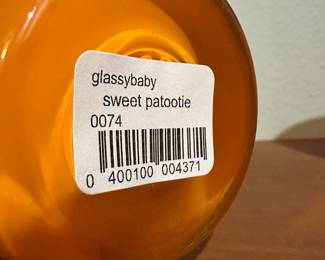 glassybaby
sweet patootie
0074
0 400100 004371